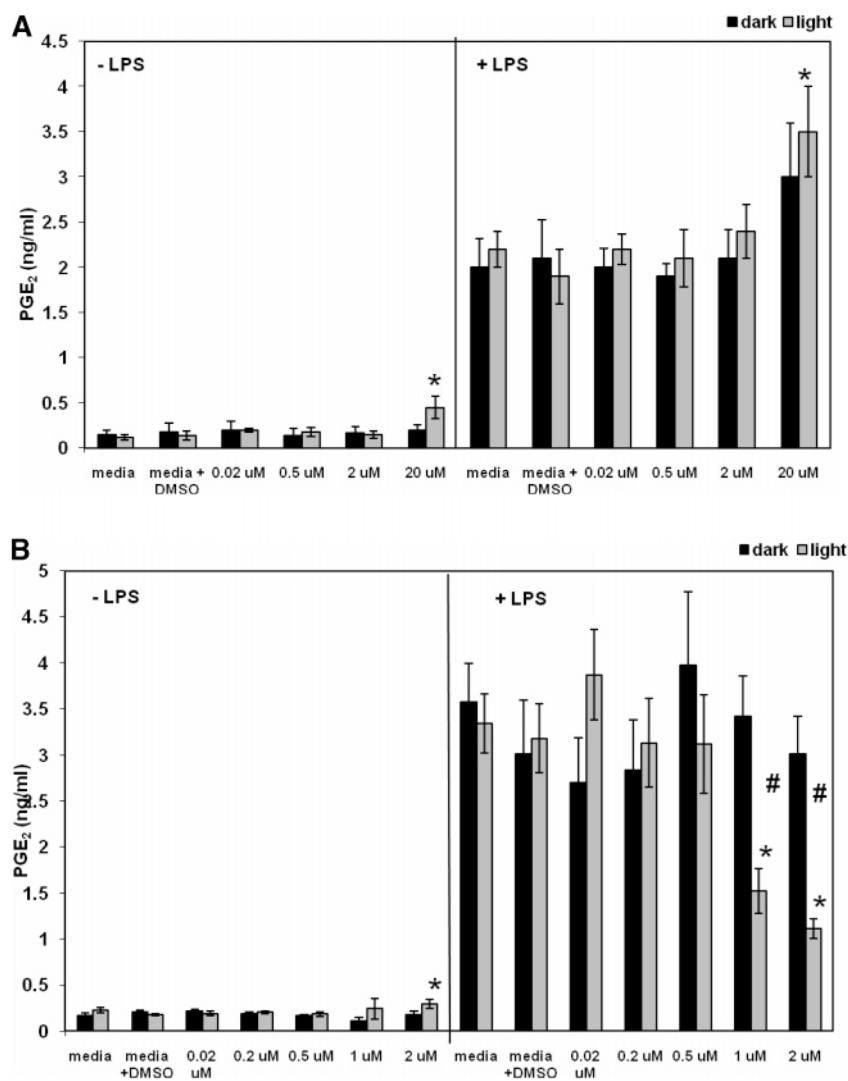 A
dark light
4.5
4
3.5
3
2.5
2
1.5
1
0.5
0
PGE₂ (ng/ml)
- LPS
+ LPS
*
*
media media + DMSO 0.02 uM 0.5 uM 2 uM 20 uM media media + DMSO 0.02 uM 0.5 uM 2 uM 20 uM
B
dark light
5
4.5
4
3.5
3
2.5
2
1.5
1
0.5
0
PGE₂ (ng/ml)
- LPS
+ LPS
*
#
*
#
*
media media +DMSO 0.02 uM 0.2 uM 0.5 uM 1 uM 2 uM media media +DMSO 0.02 uM 0.2 uM 0.5 uM 1 uM 2 uM